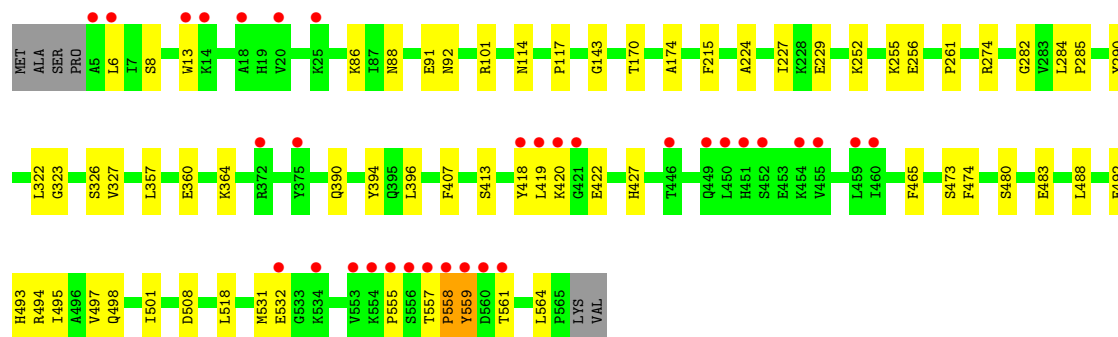 MET ALA SER PRO A5 L6 I7 S8 W13 K14 A18 H19 V20 K25 K86 I87 N88 E91 N92 R101 N114 P117 G143 T170 A174 F215 A224 I227 K228 E229 K252 K255 E256 P261 R274 G282 V283 L284 P285
L322 G323 S326 V327 L357 E360 K364 R372 Y375 Q390 Y394 Q395 L396 F407 S413 Y418 L419 K420 G421 E422 H427 T446 Q449 L450 H451 S452 E453 K454 V455 L459 I460 F465 S473 F474 S480 E483 L488
H493 R494 I495 A496 V497 Q498 I501 D508 L518 M531 E532 G533 K534 V553 K554 P555 S556 T557 P558 Y559 D560 T561 L564 P565 LYS VAL